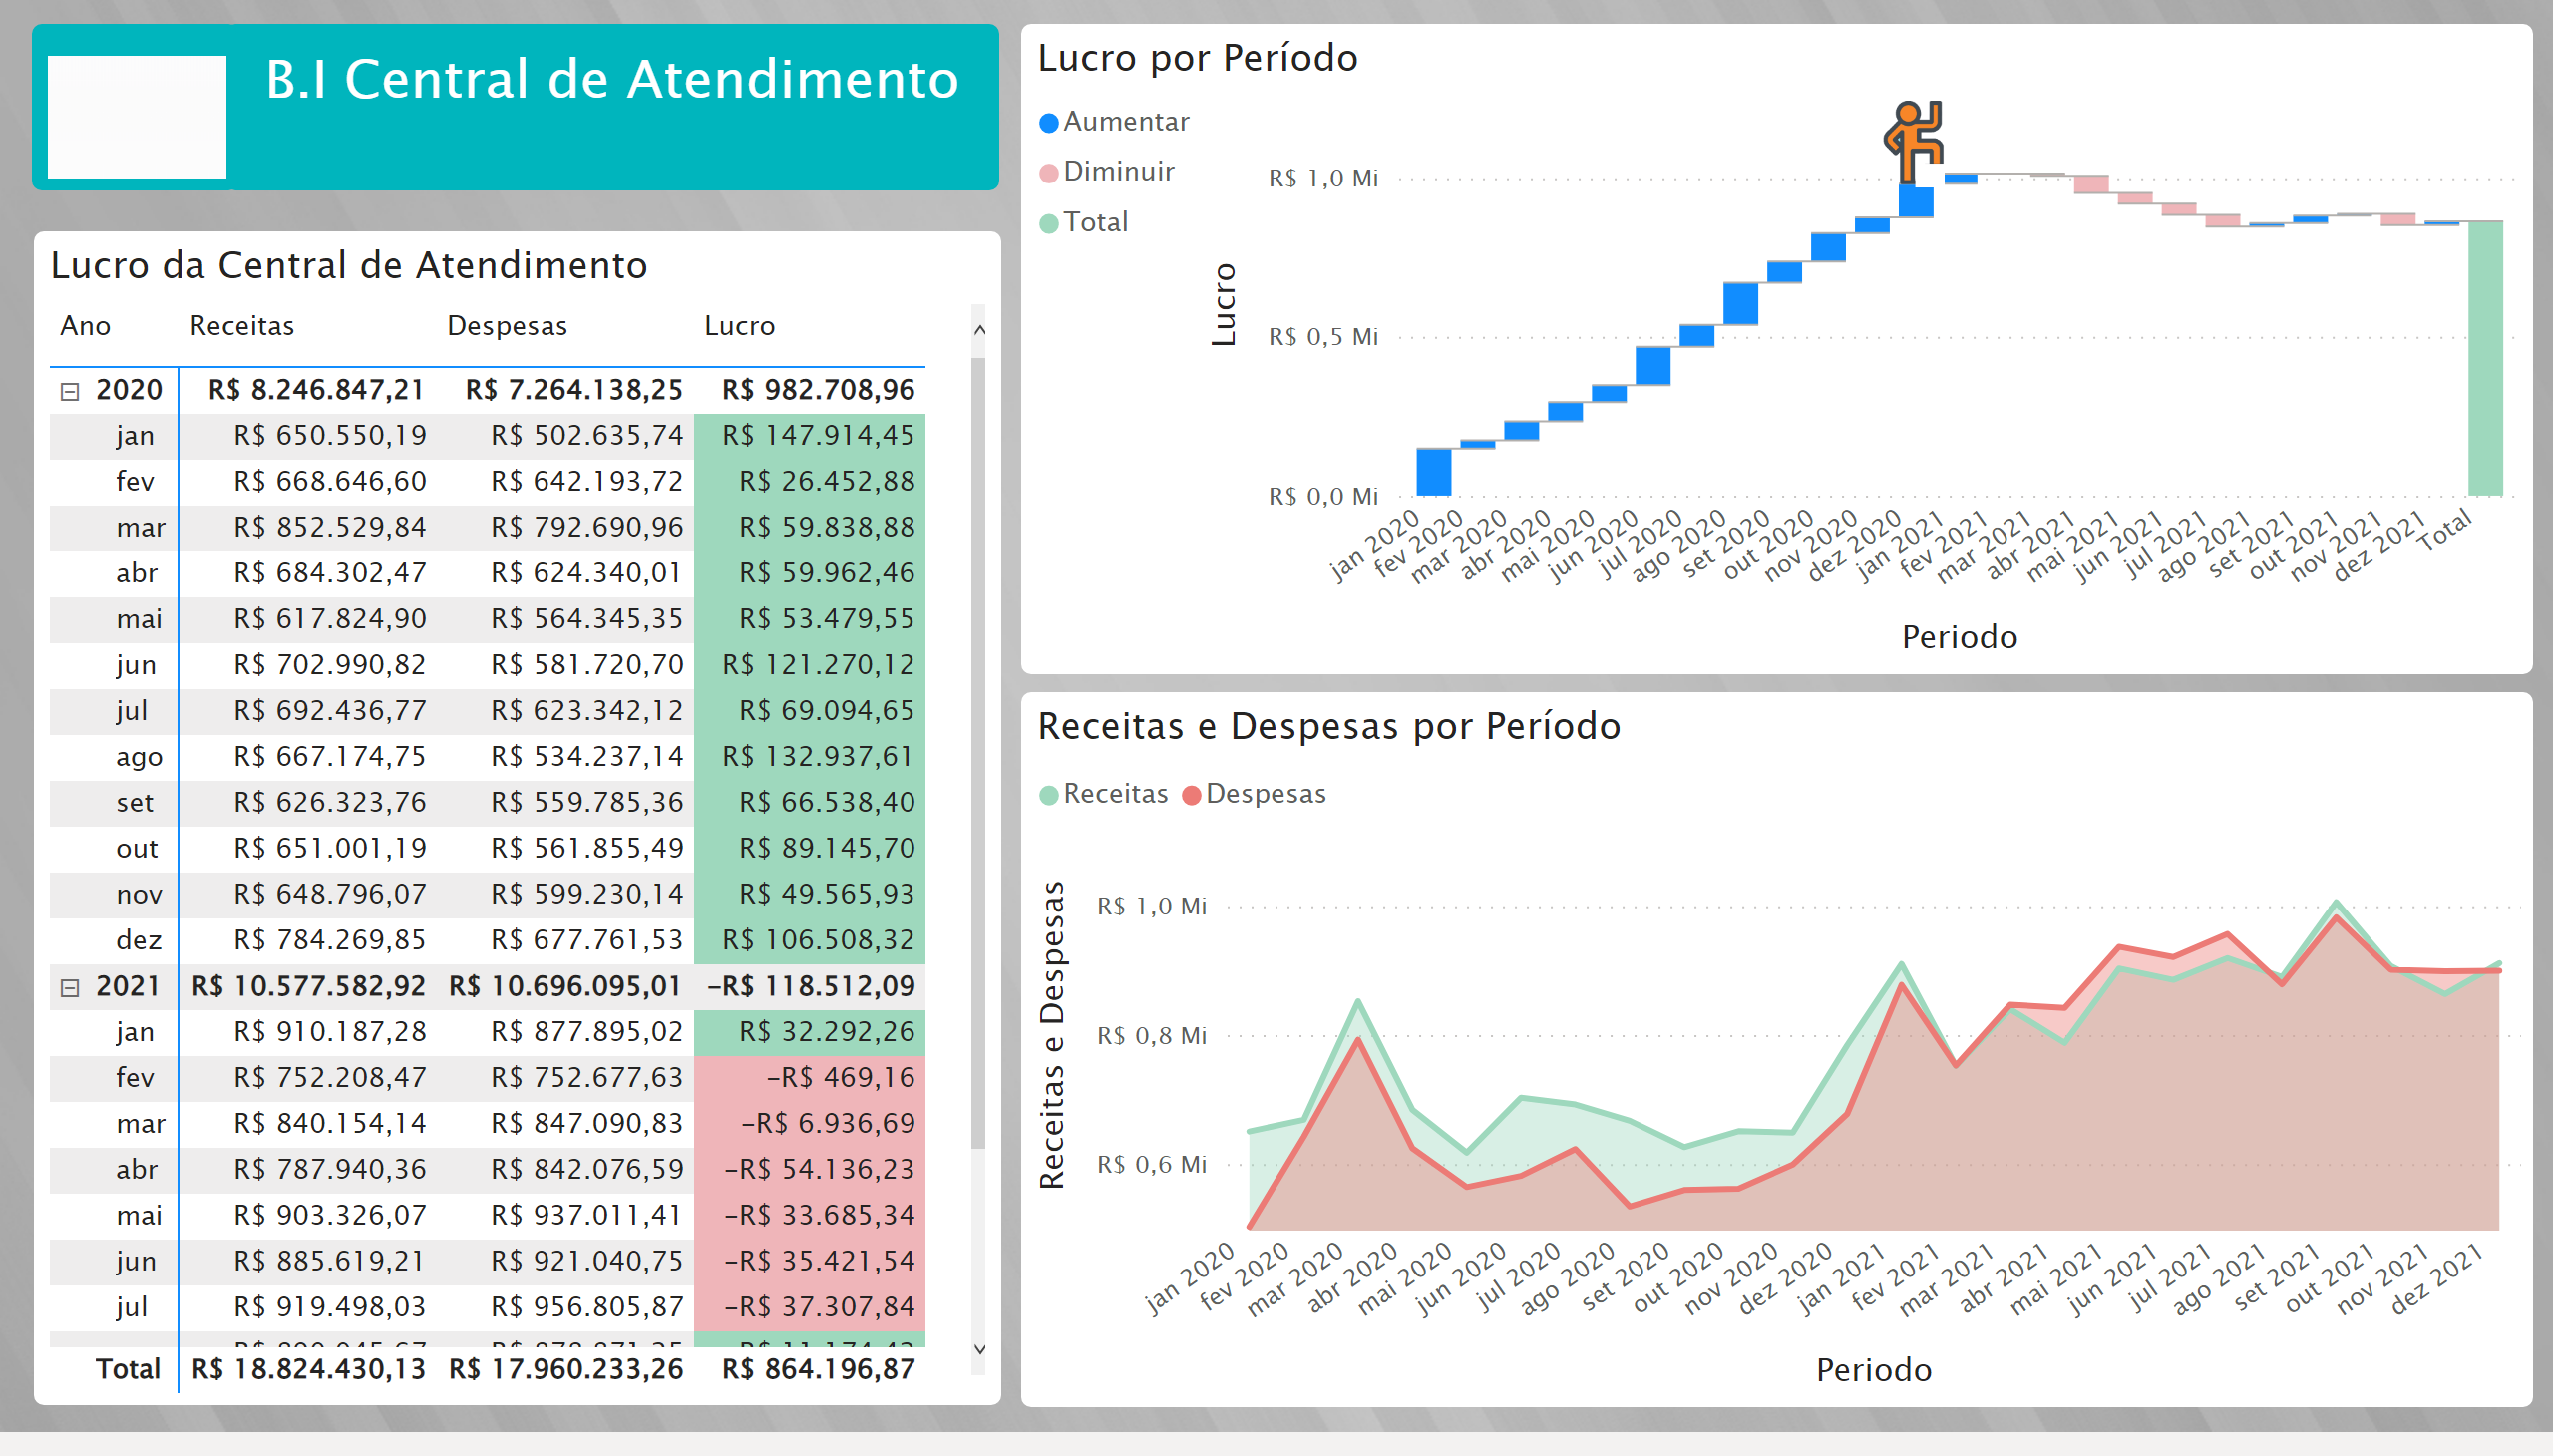 B.I Central de Atendimento
Lucro da Central de Atendimento
Ano Receitas Despesas Lucro
2020 R$ 8.246.847,21 R$ 7.264.138,25 R$ 982.708,96
jan R$ 650.550,19 R$ 502.635,74 R$ 147.914,45
fev R$ 668.646,60 R$ 642.193,72 R$ 26.452,88
mar R$ 852.529,84 R$ 792.690,96 R$ 59.838,88
abr R$ 684.302,47 R$ 624.340,01 R$ 59.962,46
mai R$ 617.824,90 R$ 564.345,35 R$ 53.479,55
jun R$ 702.990,82 R$ 581.720,70 R$ 121.270,12
jul R$ 692.436,77 R$ 623.342,12 R$ 69.094,65
ago R$ 667.174,75 R$ 534.237,14 R$ 132.937,61
set R$ 626.323,76 R$ 559.785,36 R$ 66.538,40
out R$ 651.001,19 R$ 561.855,49 R$ 89.145,70
nov R$ 648.796,07 R$ 599.230,14 R$ 49.565,93
dez R$ 784.269,85 R$ 677.761,53 R$ 106.508,32
2021 R$ 10.577.582,92 R$ 10.696.095,01 -R$ 118.512,09
jan R$ 910.187,28 R$ 877.895,02 R$ 32.292,26
fev R$ 752.208,47 R$ 752.677,63 -R$ 469,16
mar R$ 840.154,14 R$ 847.090,83 -R$ 6.936,69
abr R$ 787.940,36 R$ 842.076,59 -R$ 54.136,23
mai R$ 903.326,07 R$ 937.011,41 -R$ 33.685,34
jun R$ 885.619,21 R$ 921.040,75 -R$ 35.421,54
jul R$ 919.498,03 R$ 956.805,87 -R$ 37.307,84
Total R$ 18.824.430,13 R$ 17.960.233,26 R$ 864.196,87
Lucro por Período
Aumentar
Diminuir
Total
Lucro
R$ 1,0 Mi
R$ 0,5 Mi
R$ 0,0 Mi
jan 2020 fev 2020 mar 2020 abr 2020 mai 2020 jun 2020 jul 2020 ago 2020 set 2020 out 2020 nov 2020 dez 2020 jan 2021 fev 2021 mar 2021 abr 2021 mai 2021 jun 2021 jul 2021 ago 2021 set 2021 out 2021 nov 2021 dez 2021 Total
Periodo
Receitas e Despesas por Período
Receitas Despesas
Receitas e Despesas
R$ 1,0 Mi
R$ 0,8 Mi
R$ 0,6 Mi
jan 2020 fev 2020 mar 2020 abr 2020 mai 2020 jun 2020 jul 2020 ago 2020 set 2020 out 2020 nov 2020 dez 2020 jan 2021 fev 2021 mar 2021 abr 2021 mai 2021 jun 2021 jul 2021 ago 2021 set 2021 out 2021 nov 2021 dez 2021
Periodo